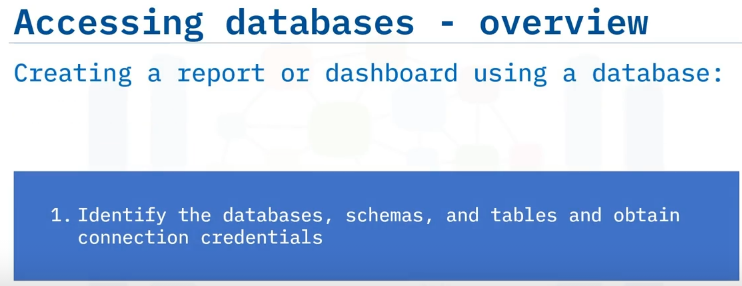 Accessing databases - overview
Creating a report or dashboard using a database:
1. Identify the databases, schemas, and tables and obtain
connection credentials